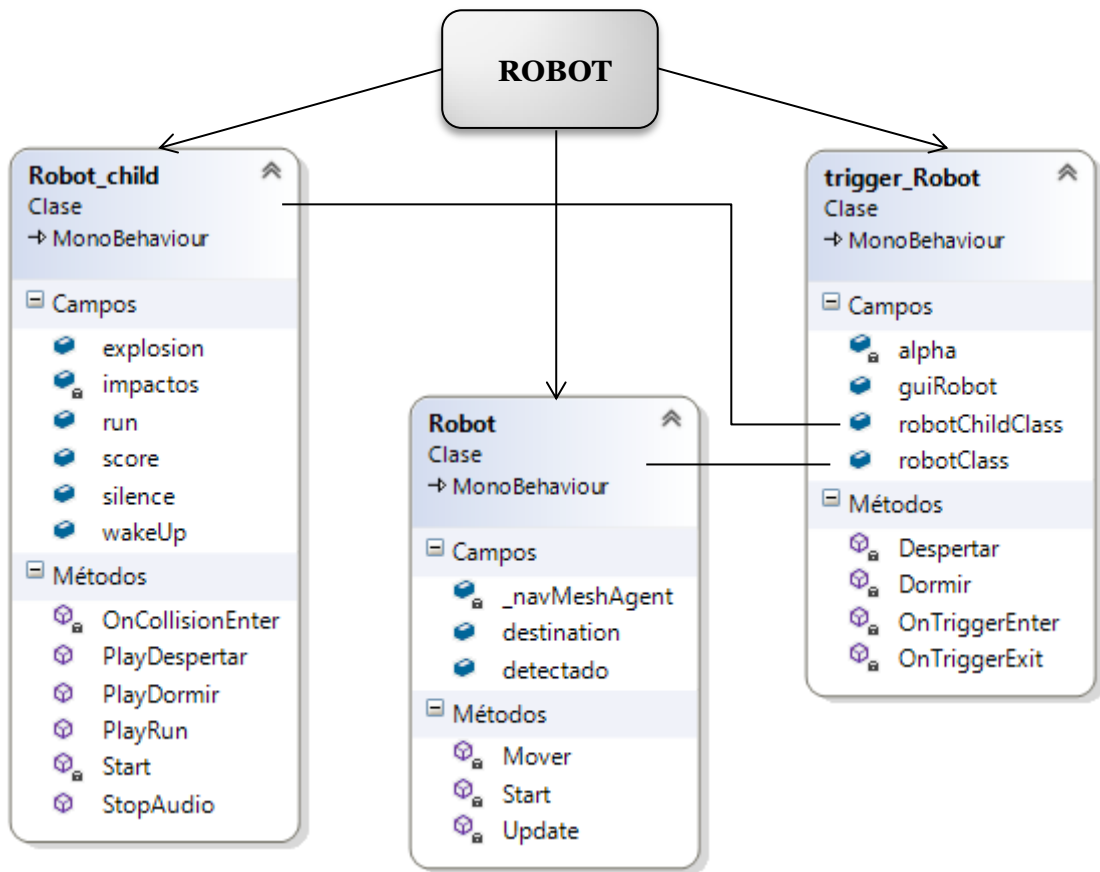 ROBOT
Robot_child
Clase
MonoBehaviour
Campos
explosion
impactos
run
score
silence
wakeUp
Métodos
OnCollisionEnter
PlayDespertar
PlayDormir
PlayRun
Start
StopAudio
Robot
Clase
MonoBehaviour
Campos
_navMeshAgent
destination
detectado
Métodos
Mover
Start
Update
trigger_Robot
Clase
MonoBehaviour
Campos
alpha
guiRobot
robotChildClass
robotClass
Métodos
Despertar
Dormir
OnTriggerEnter
OnTriggerExit